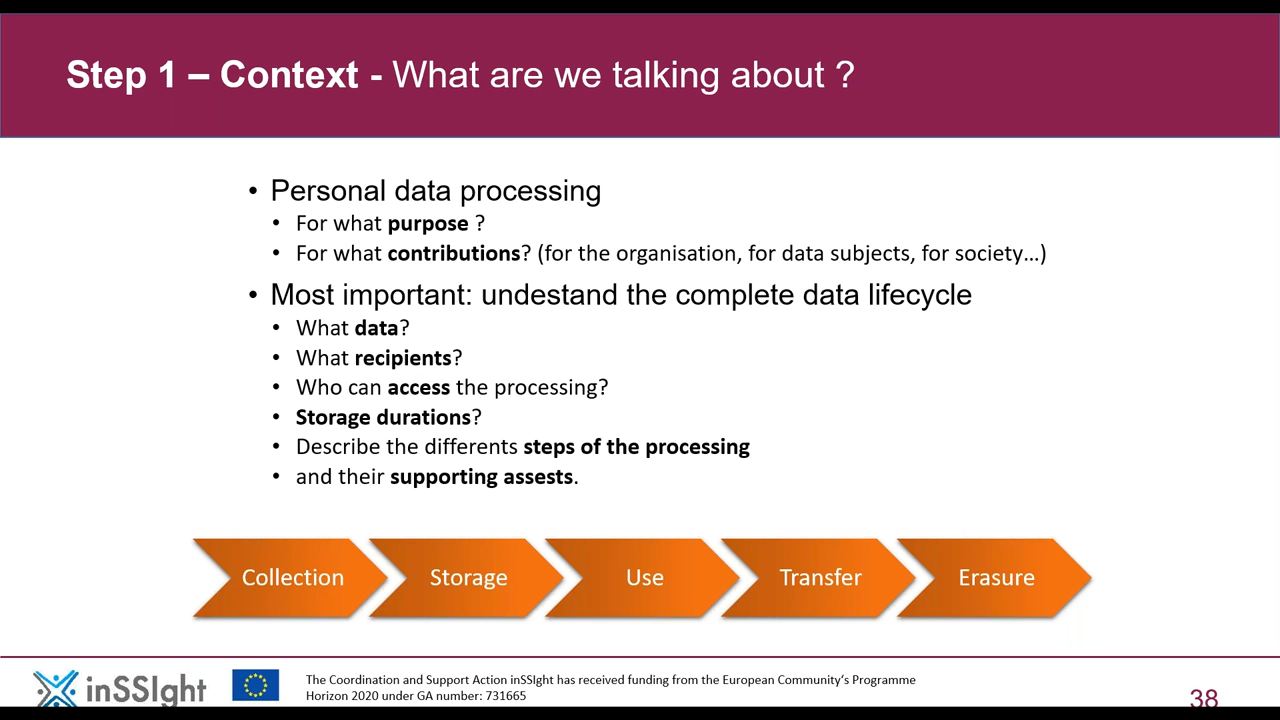 Step 1 – Context - What are we talking about ?
• Personal data processing
• For what purpose ?
• For what contributions? (for the organisation, for data subjects, for society…)
• Most important: undestand the complete data lifecycle
• What data?
• What recipients?
• Who can access the processing?
• Storage durations?
• Describe the differents steps of the processing
• and their supporting assests.
Collection Storage Use Transfer Erasure
inSSIght
The Coordination and Support Action inSSIght has received funding from the European Community's Programme
Horizon 2020 under GA number: 731665
38